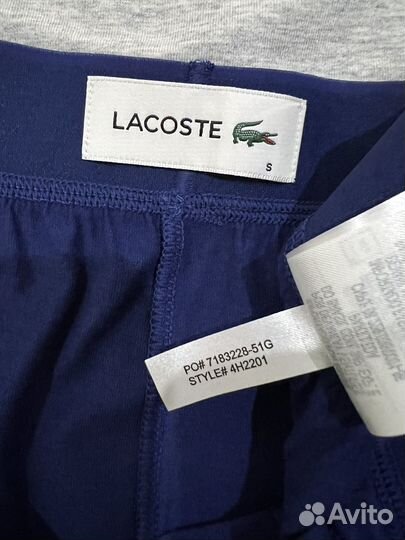 LACOSTE
S
PO# 7183228-51G
STYLE# 4H2201
Avito